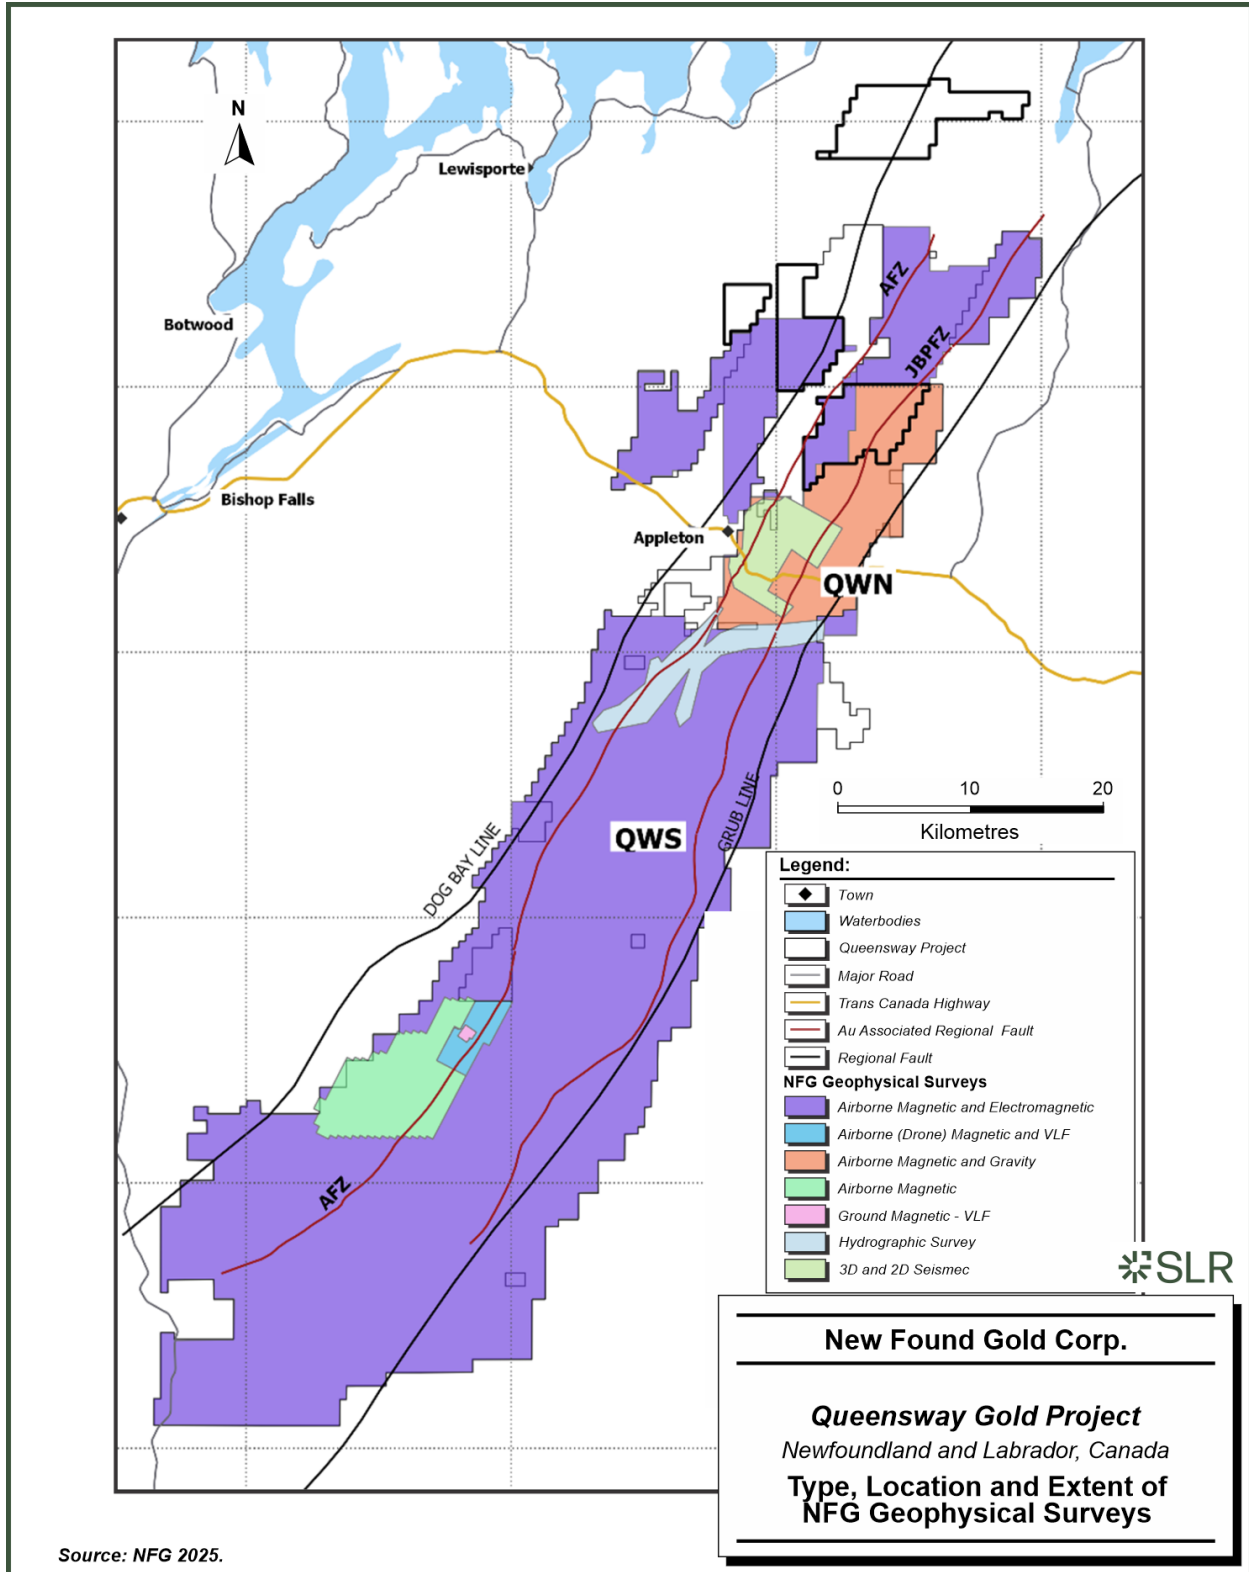 N
Lewisporte
Botwood
AFZ
JBPFZ
Bishop Falls
Appleton
QWN
0 10 20
Kilometres
QWS
GRUB LINE
DOG BAY LINE
AFZ
Legend:
Town
Waterbodies
Queensway Project
Major Road
Trans Canada Highway
Au Associated Regional Fault
Regional Fault
NFG Geophysical Surveys
Airborne Magnetic and Electromagnetic
Airborne (Drone) Magnetic and VLF
Airborne Magnetic and Gravity
Airborne Magnetic
Ground Magnetic - VLF
Hydrographic Survey
3D and 2D Seismec
SLR
New Found Gold Corp.
Queensway Gold Project
Newfoundland and Labrador, Canada
Type, Location and Extent of
NFG Geophysical Surveys
Source: NFG 2025.